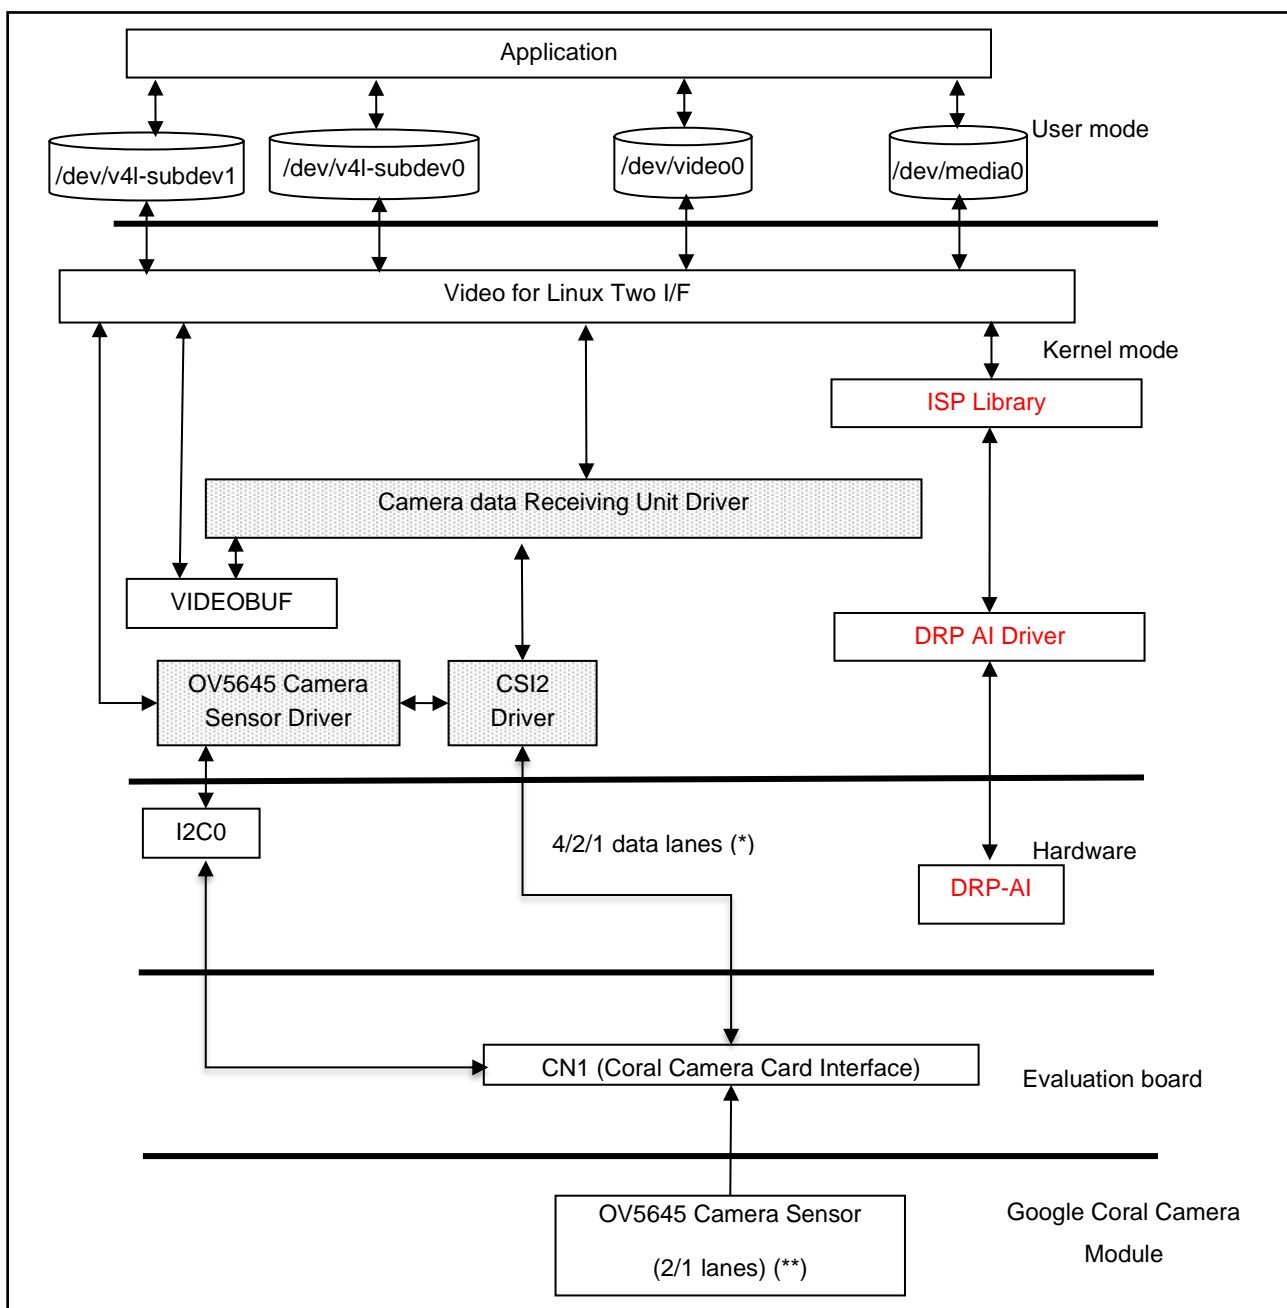 Application
User mode
/dev/v4l-subdev1
/dev/v4l-subdev0
/dev/video0
/dev/media0
Video for Linux Two I/F
Kernel mode
ISP Library
Camera data Receiving Unit Driver
VIDEOBUF
DRP AI Driver
OV5645 Camera
Sensor Driver
CSI2
Driver
I2C0
4/2/1 data lanes (*)
Hardware
DRP-AI
CN1 (Coral Camera Card Interface)
Evaluation board
OV5645 Camera Sensor
(2/1 lanes) (**)
Google Coral Camera
Module